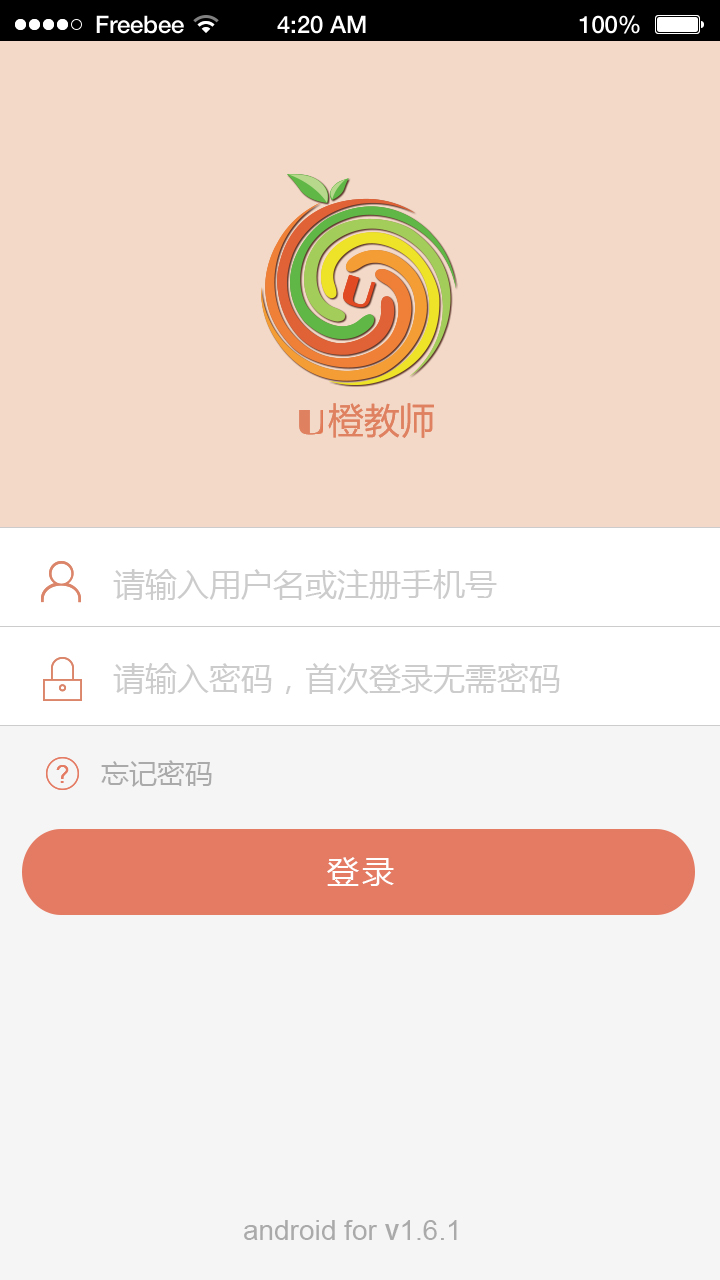 Freebee 4:20 AM 100%
U
U橙教师
请输入用户名或注册手机号
请输入密码，首次登录无需密码
? 忘记密码
登录
android for v1.6.1